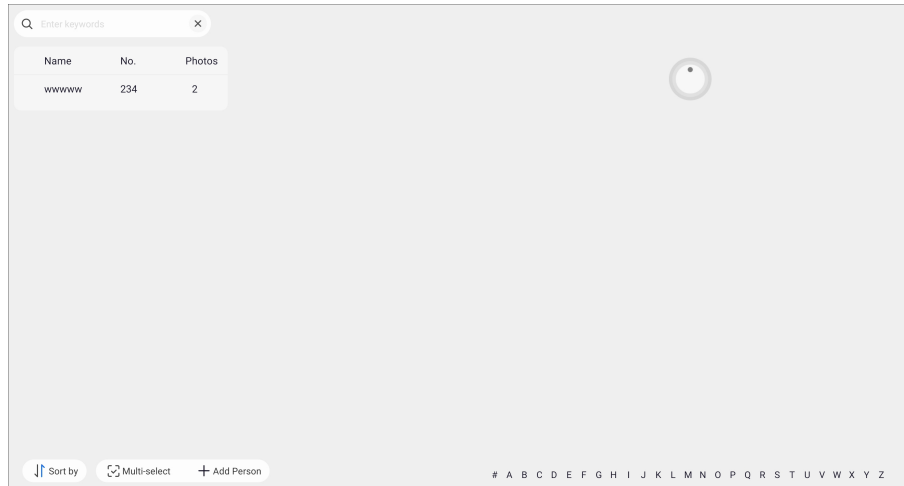 Enter keywords
Name No. Photos
wwwww 234 2
Sort by Multi-select Add Person
# A B C D E F G H I J K L M N O P Q R S T U V W X Y Z